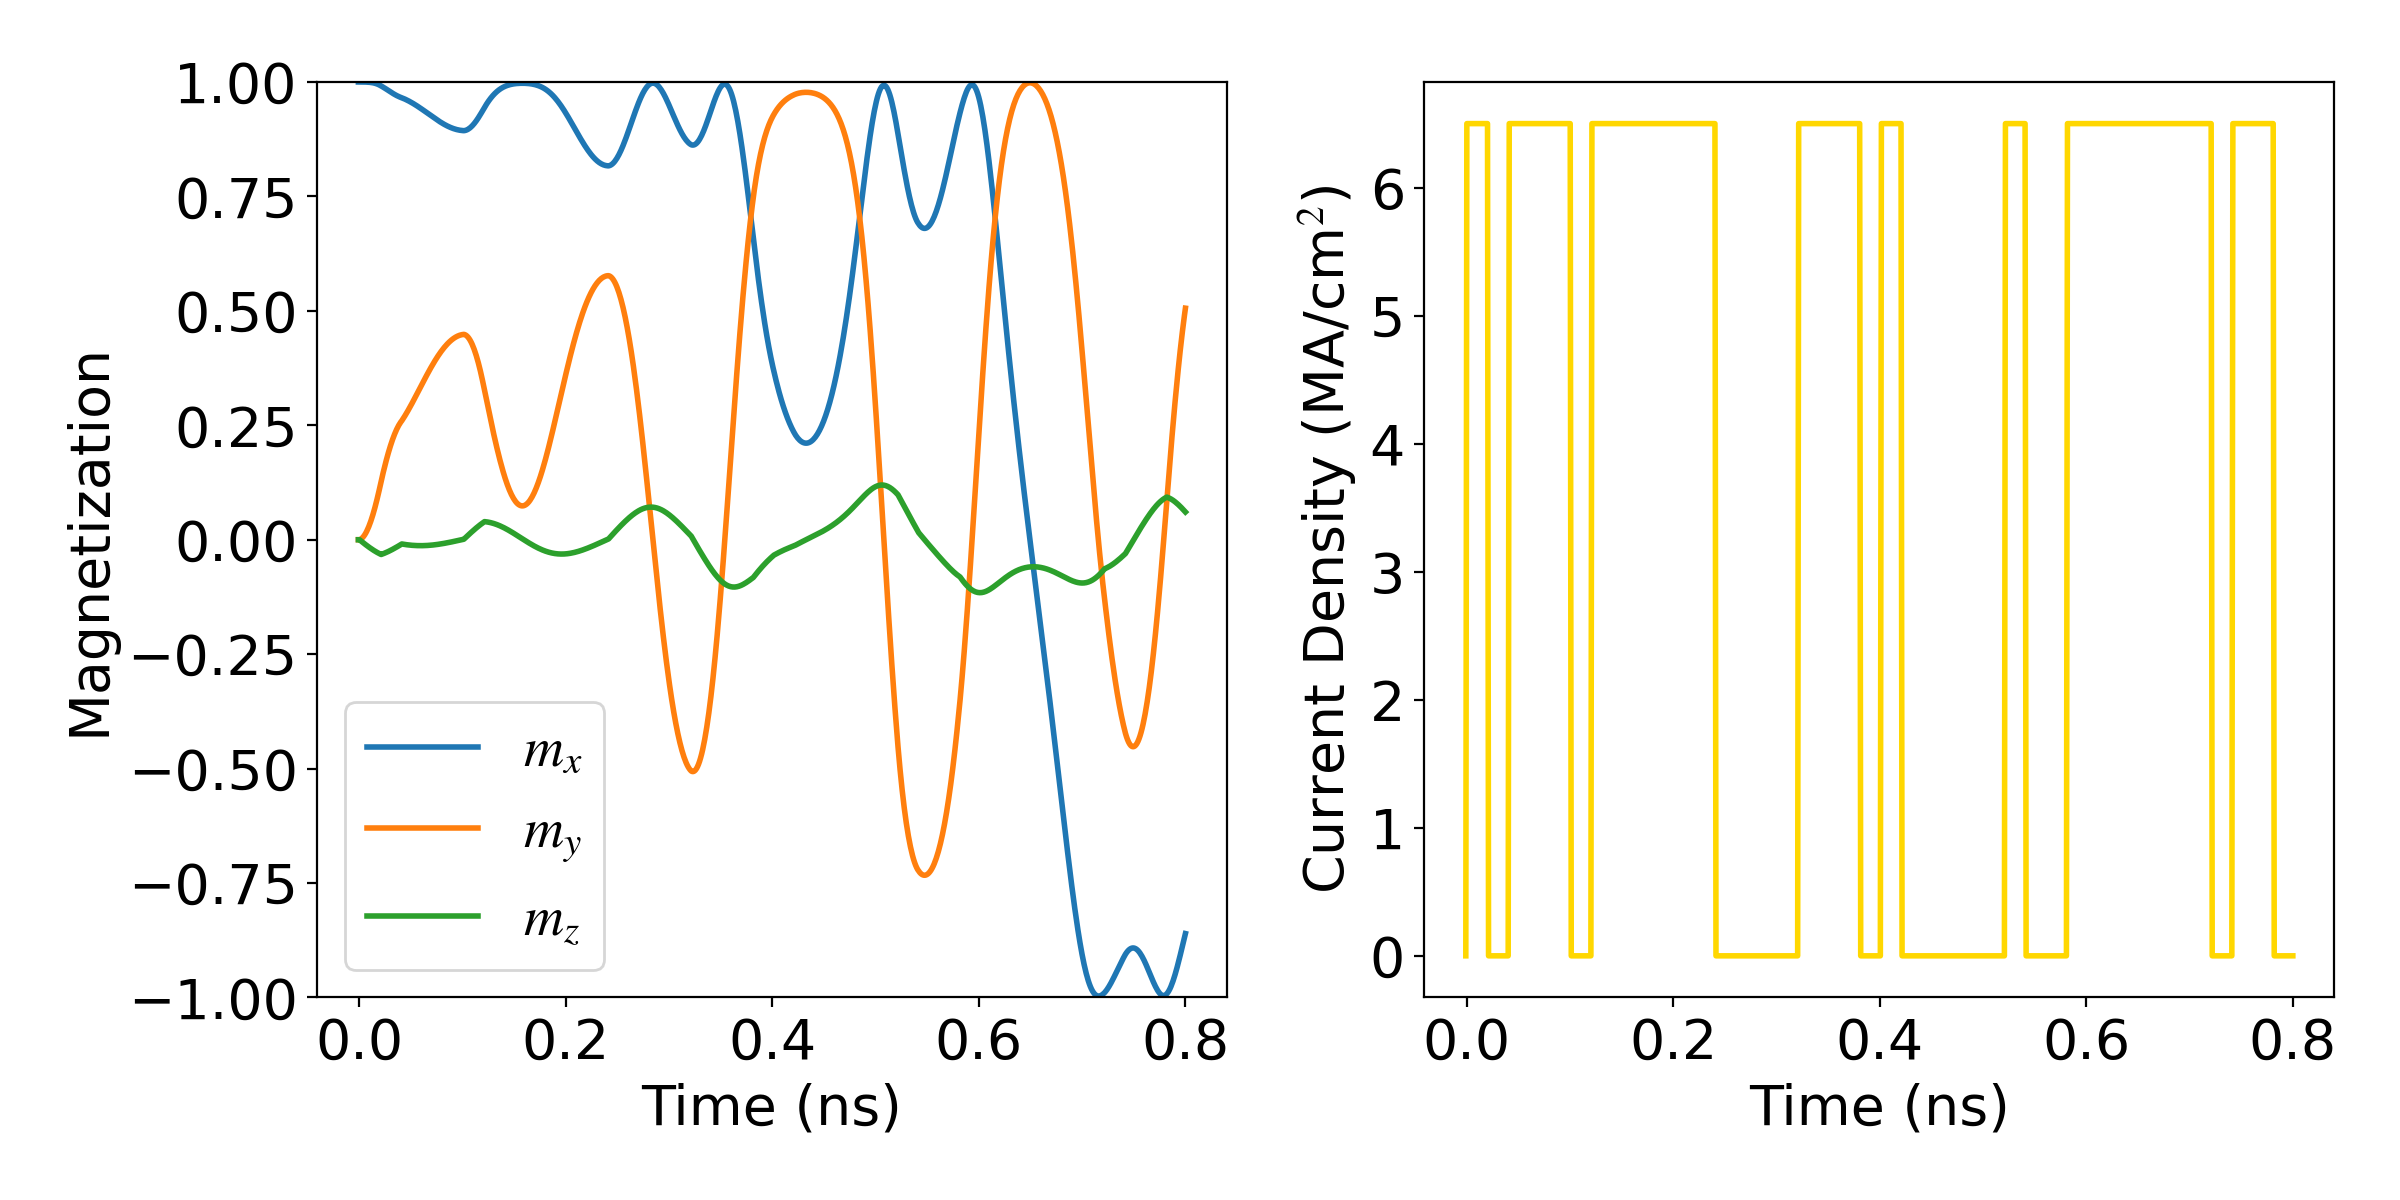 1.00
0.75
0.50
0.25
0.00
−0.25
−0.50
−0.75
−1.00
Magnetization
m_x
m_y
m_z
0.0 0.2 0.4 0.6 0.8
Time (ns)
6
5
4
3
2
1
0
Current Density (MA/cm²)
0.0 0.2 0.4 0.6 0.8
Time (ns)